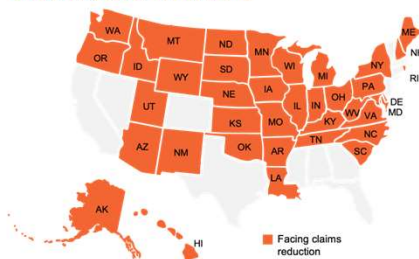 WA
MT
ND
MN
ME
OR
ID
WY
SD
WI
MI
NY
RI
NE
IA
PA
UT
IL
IN
OH
DE
MD
KS
MO
KY
WV
VA
AZ
NM
OK
AR
TN
NC
SC
LA
AK
HI
Facing claims
reduction